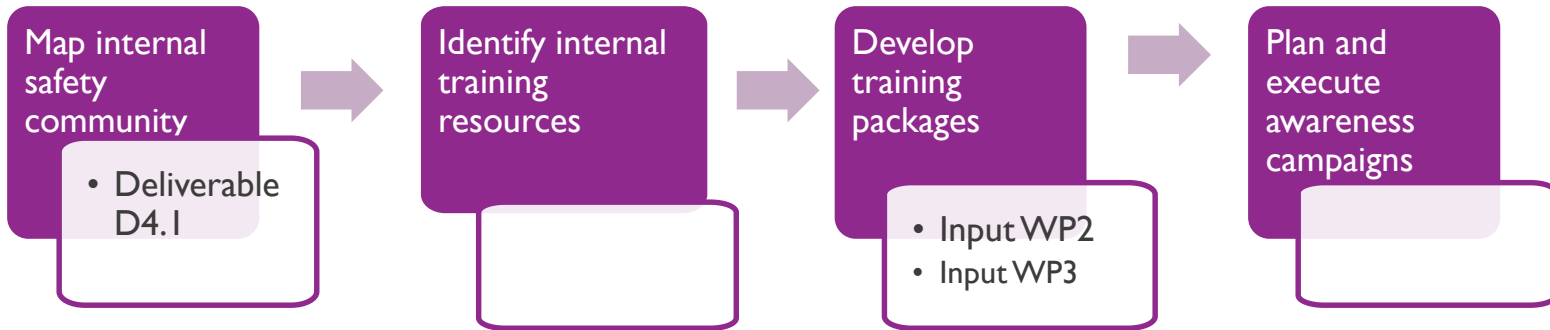 Map internal
safety
community
• Deliverable
D4.1
Identify internal
training
resources
Develop
training
packages
• Input WP2
• Input WP3
Plan and
execute
awareness
campaigns